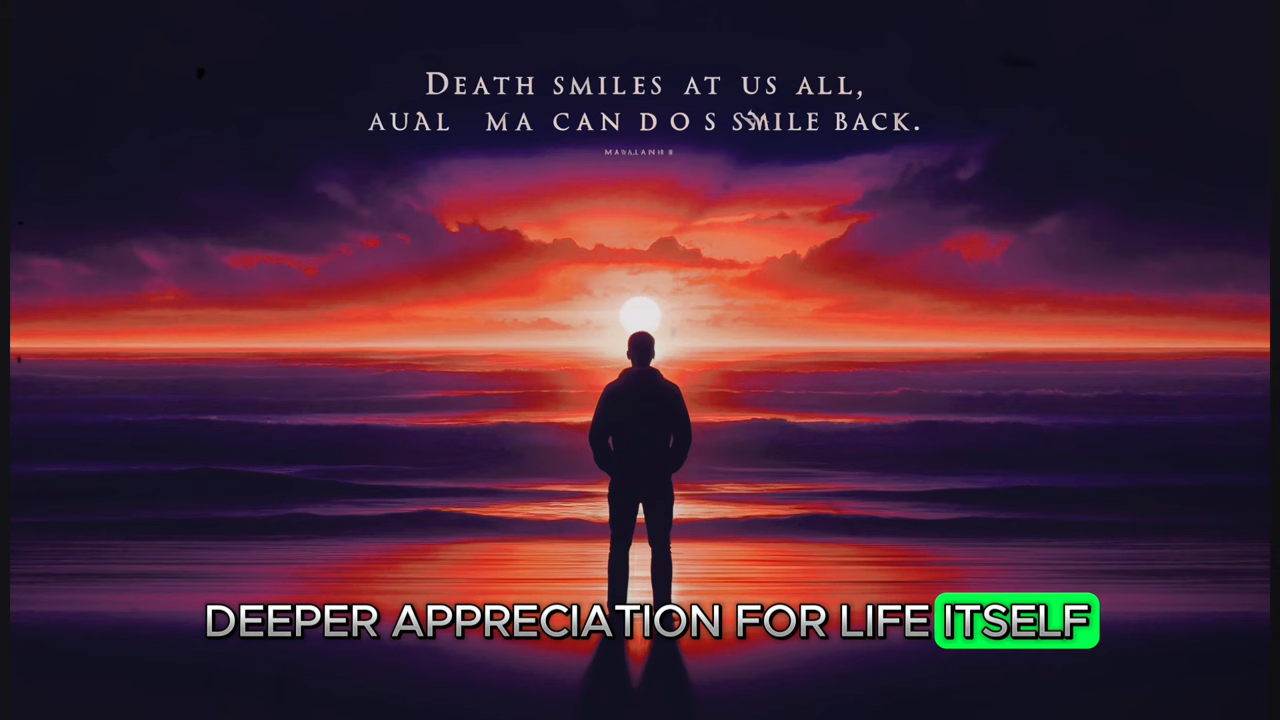 DEATH SMILES AT US ALL,
AUAL MA CAN DOS SMILE BACK.
DEEPER APPRECIATION FOR LIFE ITSELF